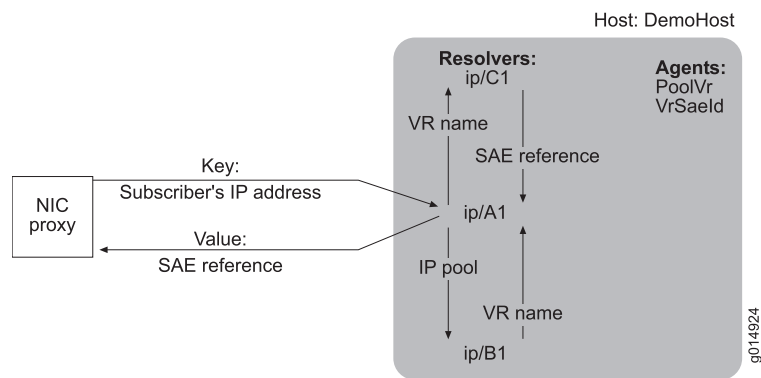 Host: DemoHost
Resolvers:
ip/C1
Agents:
PoolVr
VrSaeId
VR name
SAE reference
Key:
Subscriber's IP address
NIC
proxy
ip/A1
Value:
SAE reference
IP pool
VR name
ip/B1
g014924